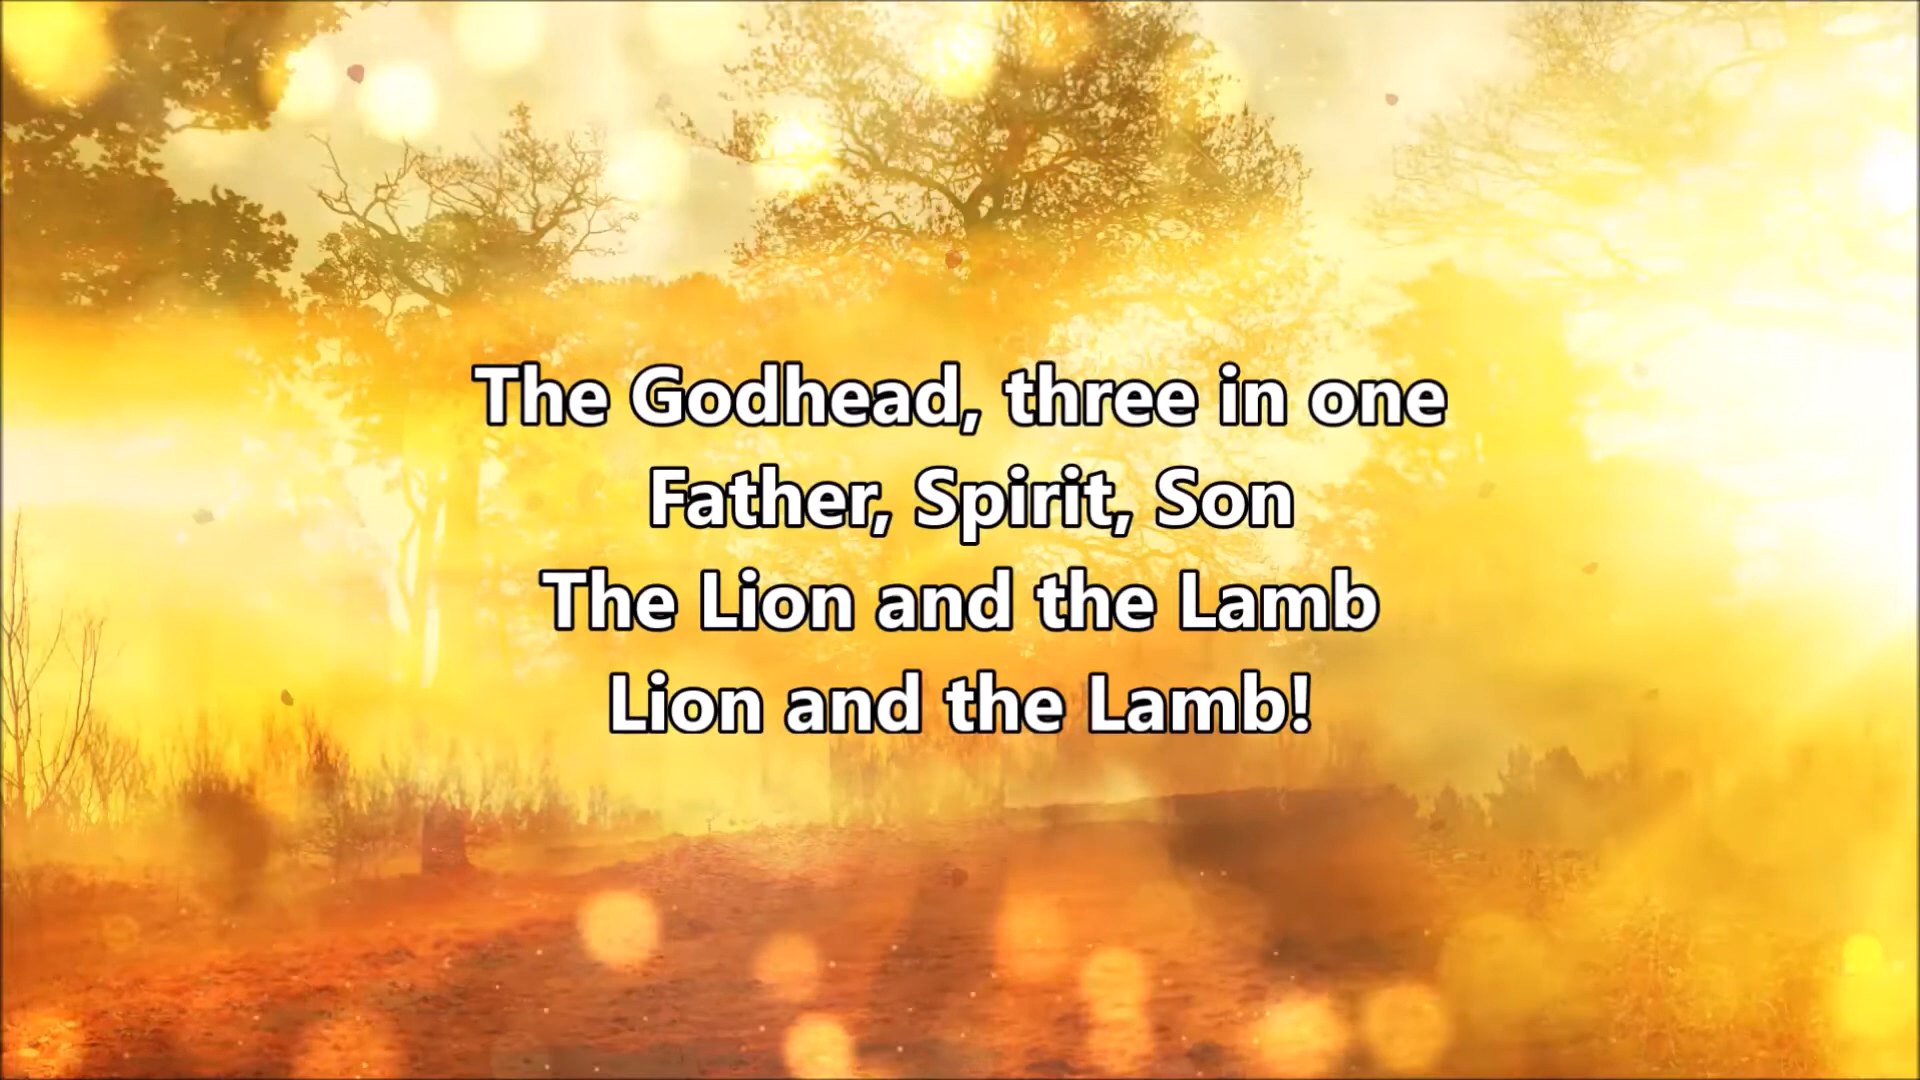 The Godhead, three in one
Father, Spirit, Son
The Lion and the Lamb
Lion and the Lamb!